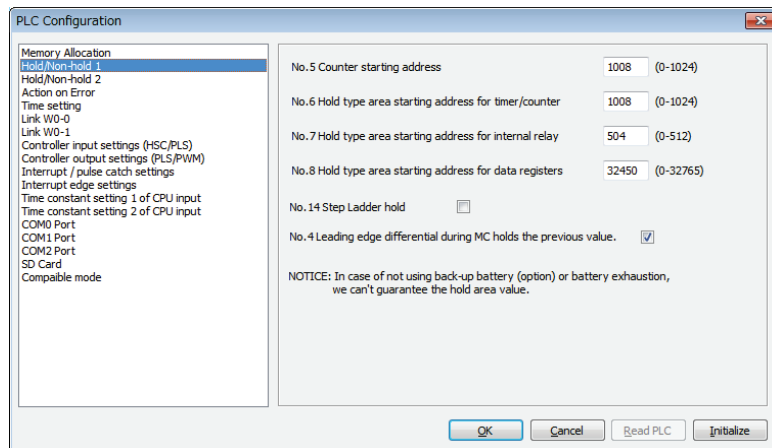 PLC Configuration
Memory Allocation
Hold/Non-hold 1
Hold/Non-hold 2
Action on Error
Time setting
Link W0-0
Link W0-1
Controller input settings (HSC/PLS)
Controller output settings (PLS/PWM)
Interrupt / pulse catch settings
Interrupt edge settings
Time constant setting 1 of CPU input
Time constant setting 2 of CPU input
COM0 Port
COM1 Port
COM2 Port
SD Card
Compaible mode
No.5 Counter starting address 1008 (0-1024)
No.6 Hold type area starting address for timer/counter 1008 (0-1024)
No.7 Hold type area starting address for internal relay 504 (0-512)
No.8 Hold type area starting address for data registers 32450 (0-32765)
No.14 Step Ladder hold
No.4 Leading edge differential during MC holds the previous value.
NOTICE: In case of not using back-up battery (option) or battery exhaustion,
we can't guarantee the hold area value.
OK Cancel Read PLC Initialize